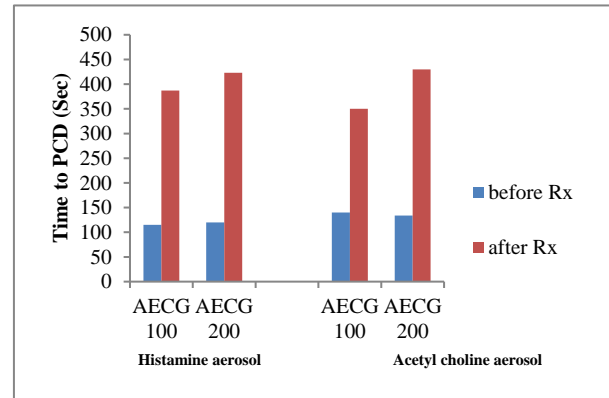 Time to PCD (Sec)
500
450
400
350
300
250
200
150
100
50
0
AECG 100
AECG 200
AECG 100
AECG 200
Histamine aerosol
Acetyl choline aerosol
before Rx
after Rx